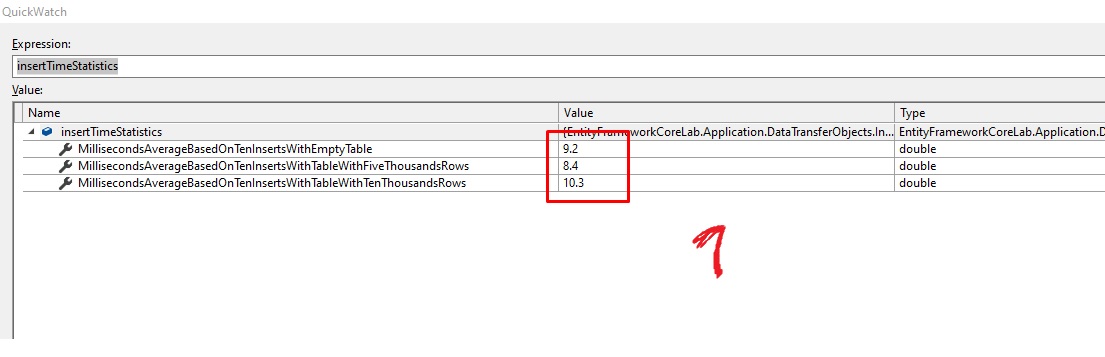 QuickWatch
Expression:
insertTimeStatistics
Value:
Name Value Type
insertTimeStatistics {EntityFrameworkCoreLab.Application.DataTransferObjects.In... EntityFrameworkCoreLab.Application.D
MillisecondsAverageBasedOnTenInsertsWithEmptyTable 9.2 double
MillisecondsAverageBasedOnTenInsertsWithTableWithFiveThousandsRows 8.4 double
MillisecondsAverageBasedOnTenInsertsWithTableWithTenThousandsRows 10.3 double
1